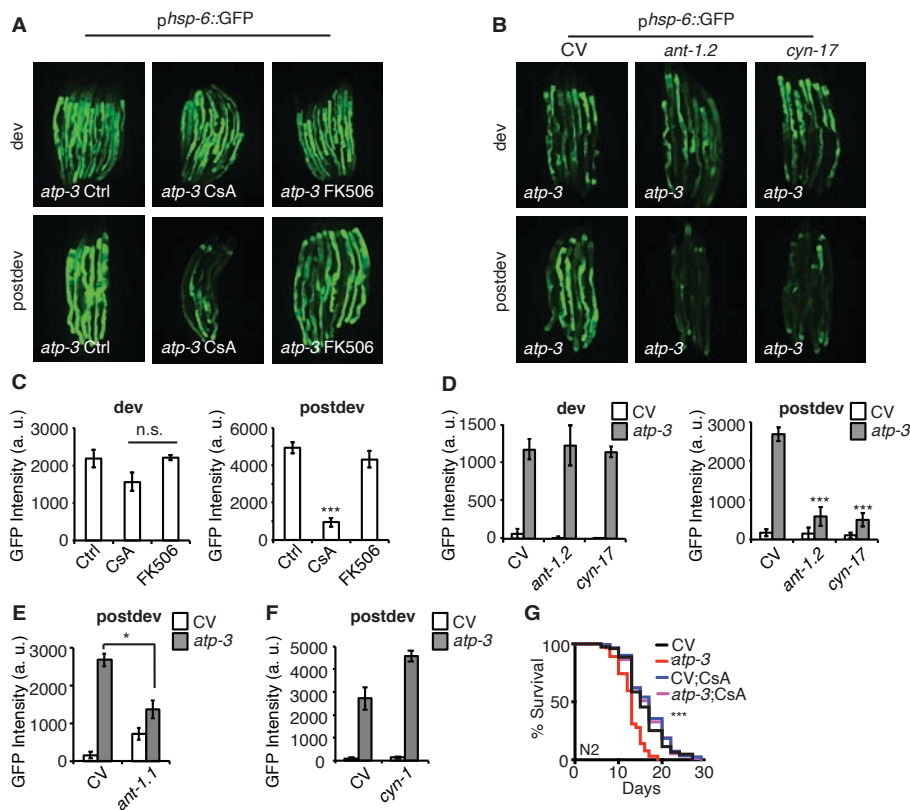 A
phsp-6::GFP
dev
atp-3 Ctrl
atp-3 CsA
atp-3 FK506
postdev
atp-3 Ctrl
atp-3 CsA
atp-3 FK506
B
phsp-6::GFP
CV
ant-1.2
cyn-17
dev
atp-3
atp-3
atp-3
postdev
atp-3
atp-3
atp-3
C
dev
GFP Intensity (a. u.)
3000
2000
1000
0
n.s.
Ctrl
CsA
FK506
postdev
GFP Intensity (a. u.)
6000
4000
2000
0
***
Ctrl
CsA
FK506
D
dev
CV
atp-3
GFP Intensity (a. u.)
1500
1000
500
0
CV
ant-1.2
cyn-17
postdev
CV
atp-3
GFP Intensity (a. u.)
3000
2000
1000
0
***
***
CV
ant-1.2
cyn-17
E
postdev
CV
atp-3
GFP Intensity (a. u.)
3000
2000
1000
0
*
CV
ant-1.1
F
postdev
CV
atp-3
GFP Intensity (a. u.)
5000
4000
3000
2000
1000
0
CV
cyn-1
G
% Survival
100
50
0
CV
atp-3
CV;CsA
atp-3;CsA
***
N2
0
10
20
30
Days